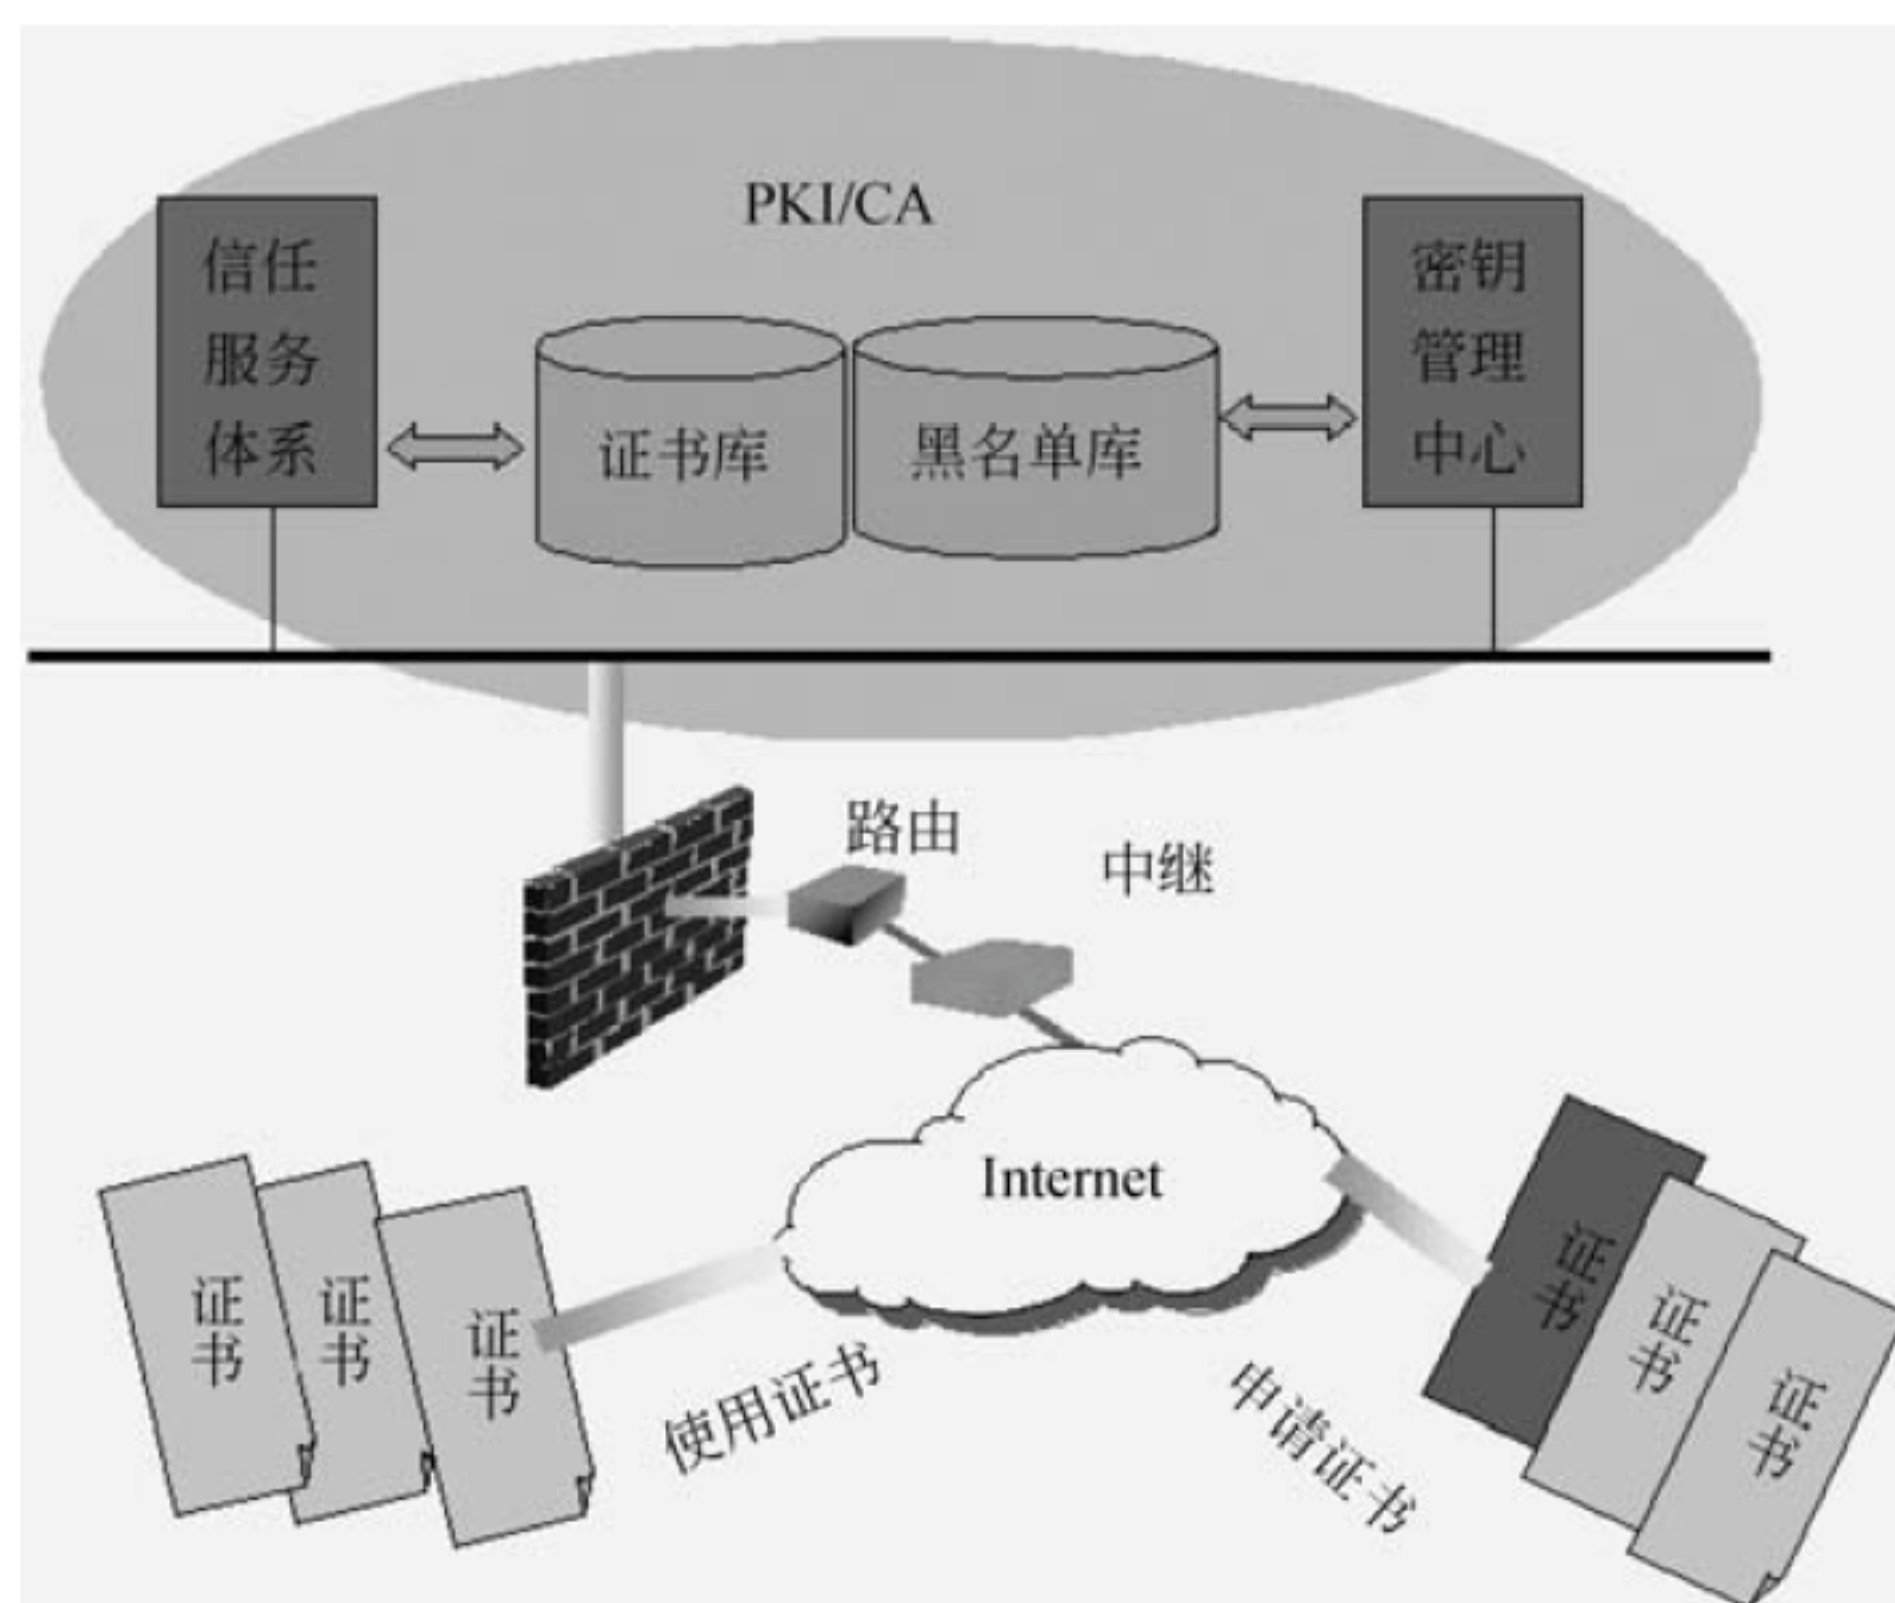 PKI/CA
信任
服务
体系
证书库
黑名单库
密钥
管理
中心
路由
中继
Internet
证书
证书
证书
使用证书
申请证书
证书
证书
证书